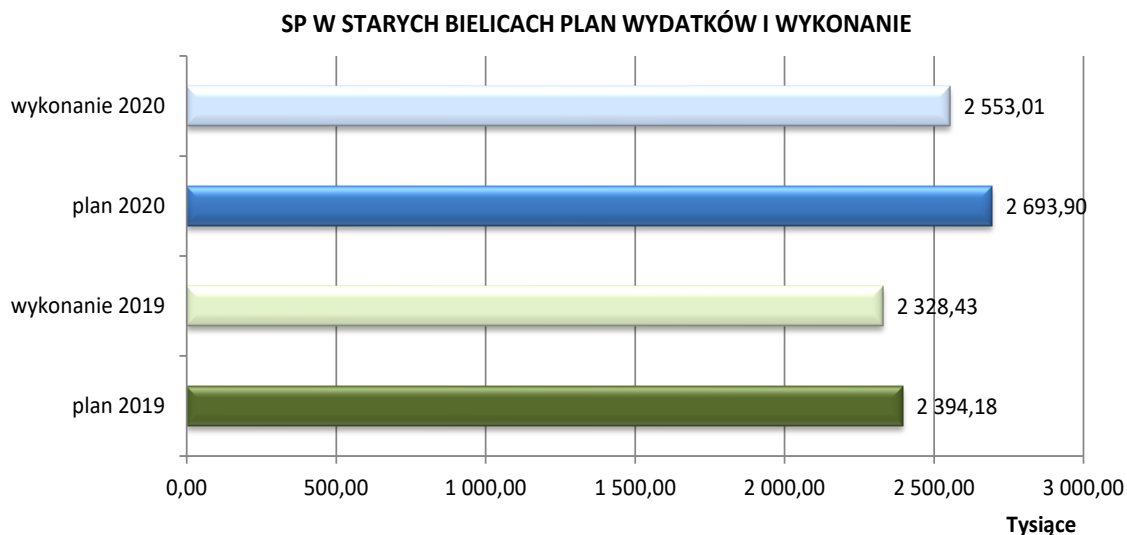 SP W STARYCH BIELICACH PLAN WYDATKÓW I WYKONANIE
wykonanie 2020
2 553,01
plan 2020
2 693,90
wykonanie 2019
2 328,43
plan 2019
2 394,18
0,00 500,00 1 000,00 1 500,00 2 000,00 2 500,00 3 000,00
Tysiące